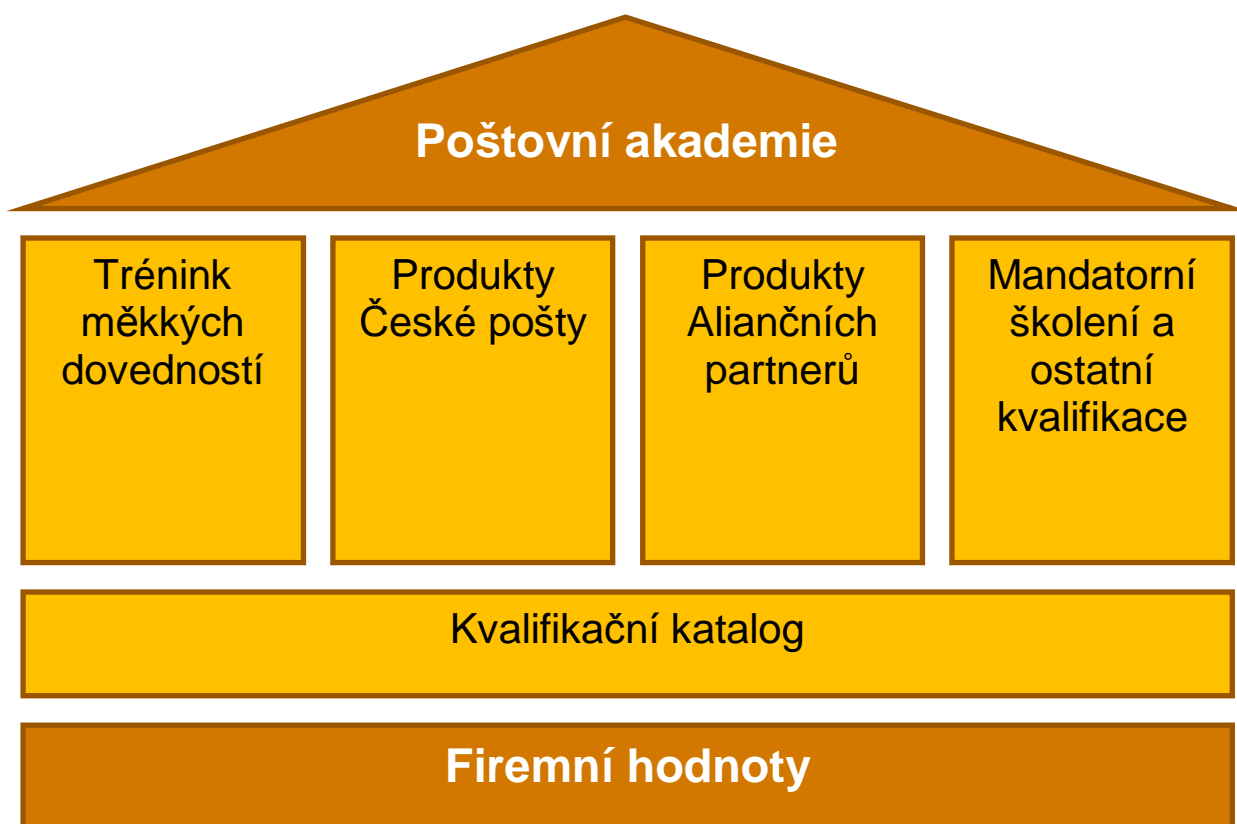 Poštovní akademie
Trénink
měkkých
dovedností
Produkty
České pošty
Produkty
Aliančních
partnerů
Mandatorní
školení a
ostatní
kvalifikace
Kvalifikační katalog
Firemní hodnoty